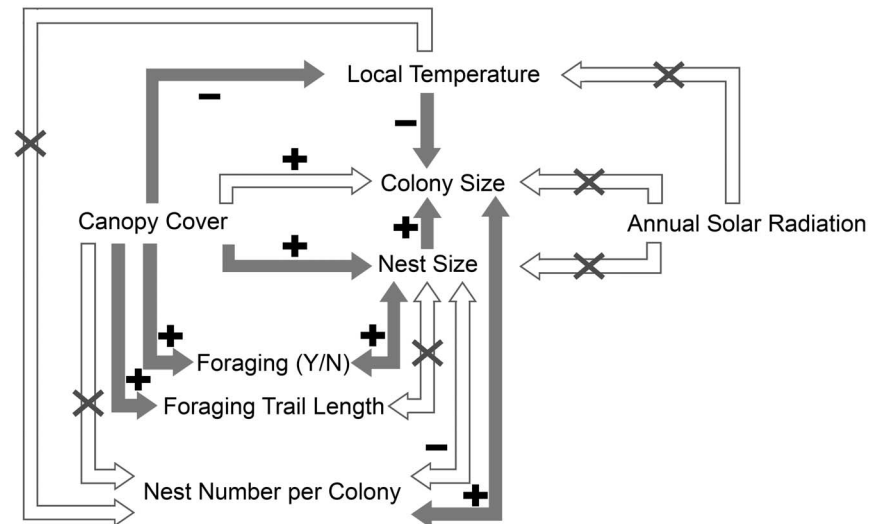 Local Temperature
Colony Size
Canopy Cover
Annual Solar Radiation
Nest Size
Foraging (Y/N)
Foraging Trail Length
Nest Number per Colony